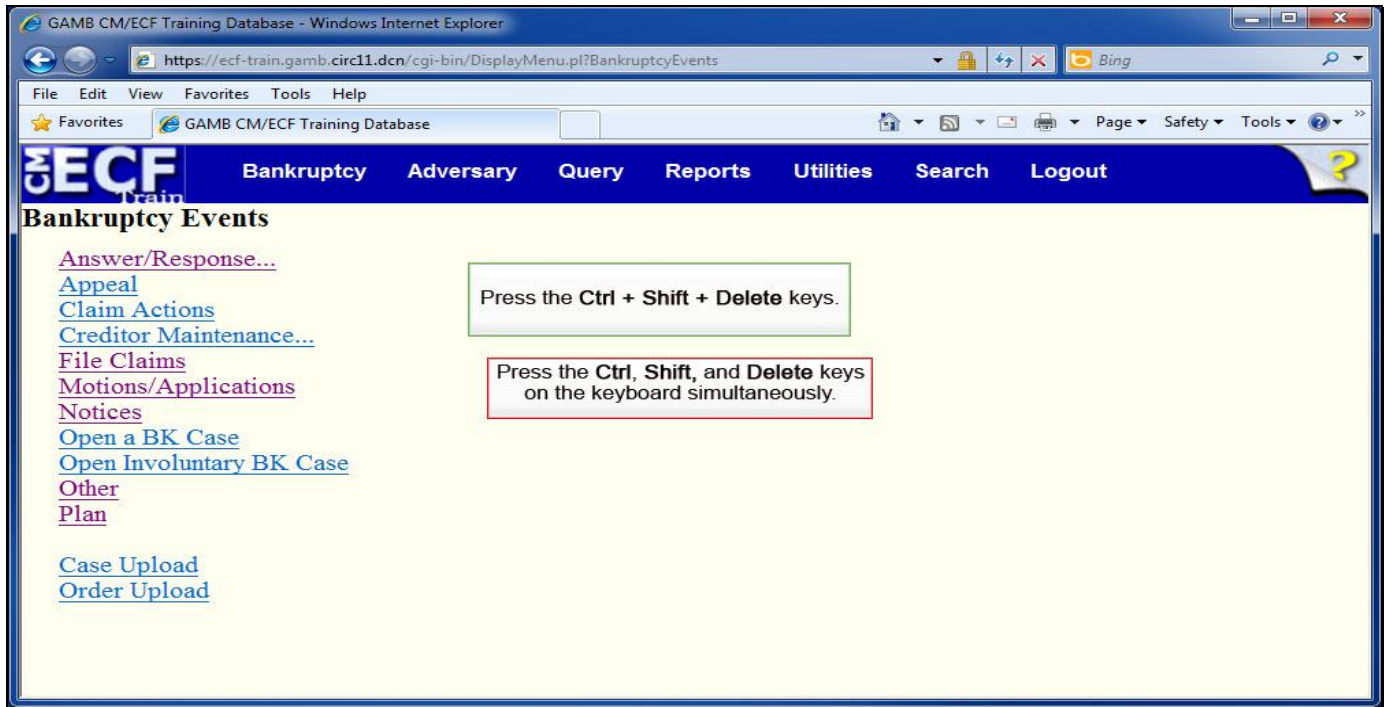 GAMB CM/ECF Training Database - Windows Internet Explorer
https://ecf-train.gamb.circ11.dcn/cgi-bin/DisplayMenu.pl?BankruptcyEvents
Bing
File Edit View Favorites Tools Help
Favorites
GAMB CM/ECF Training Database
Page
Safety
Tools
CM ECF Train
Bankruptcy Adversary Query Reports Utilities Search Logout
Bankruptcy Events
Answer/Response...
Appeal
Claim Actions
Creditor Maintenance...
File Claims
Motions/Applications
Notices
Open a BK Case
Open Involuntary BK Case
Other
Plan
Case Upload
Order Upload
Press the Ctrl + Shift + Delete keys.
Press the Ctrl, Shift, and Delete keys
on the keyboard simultaneously.